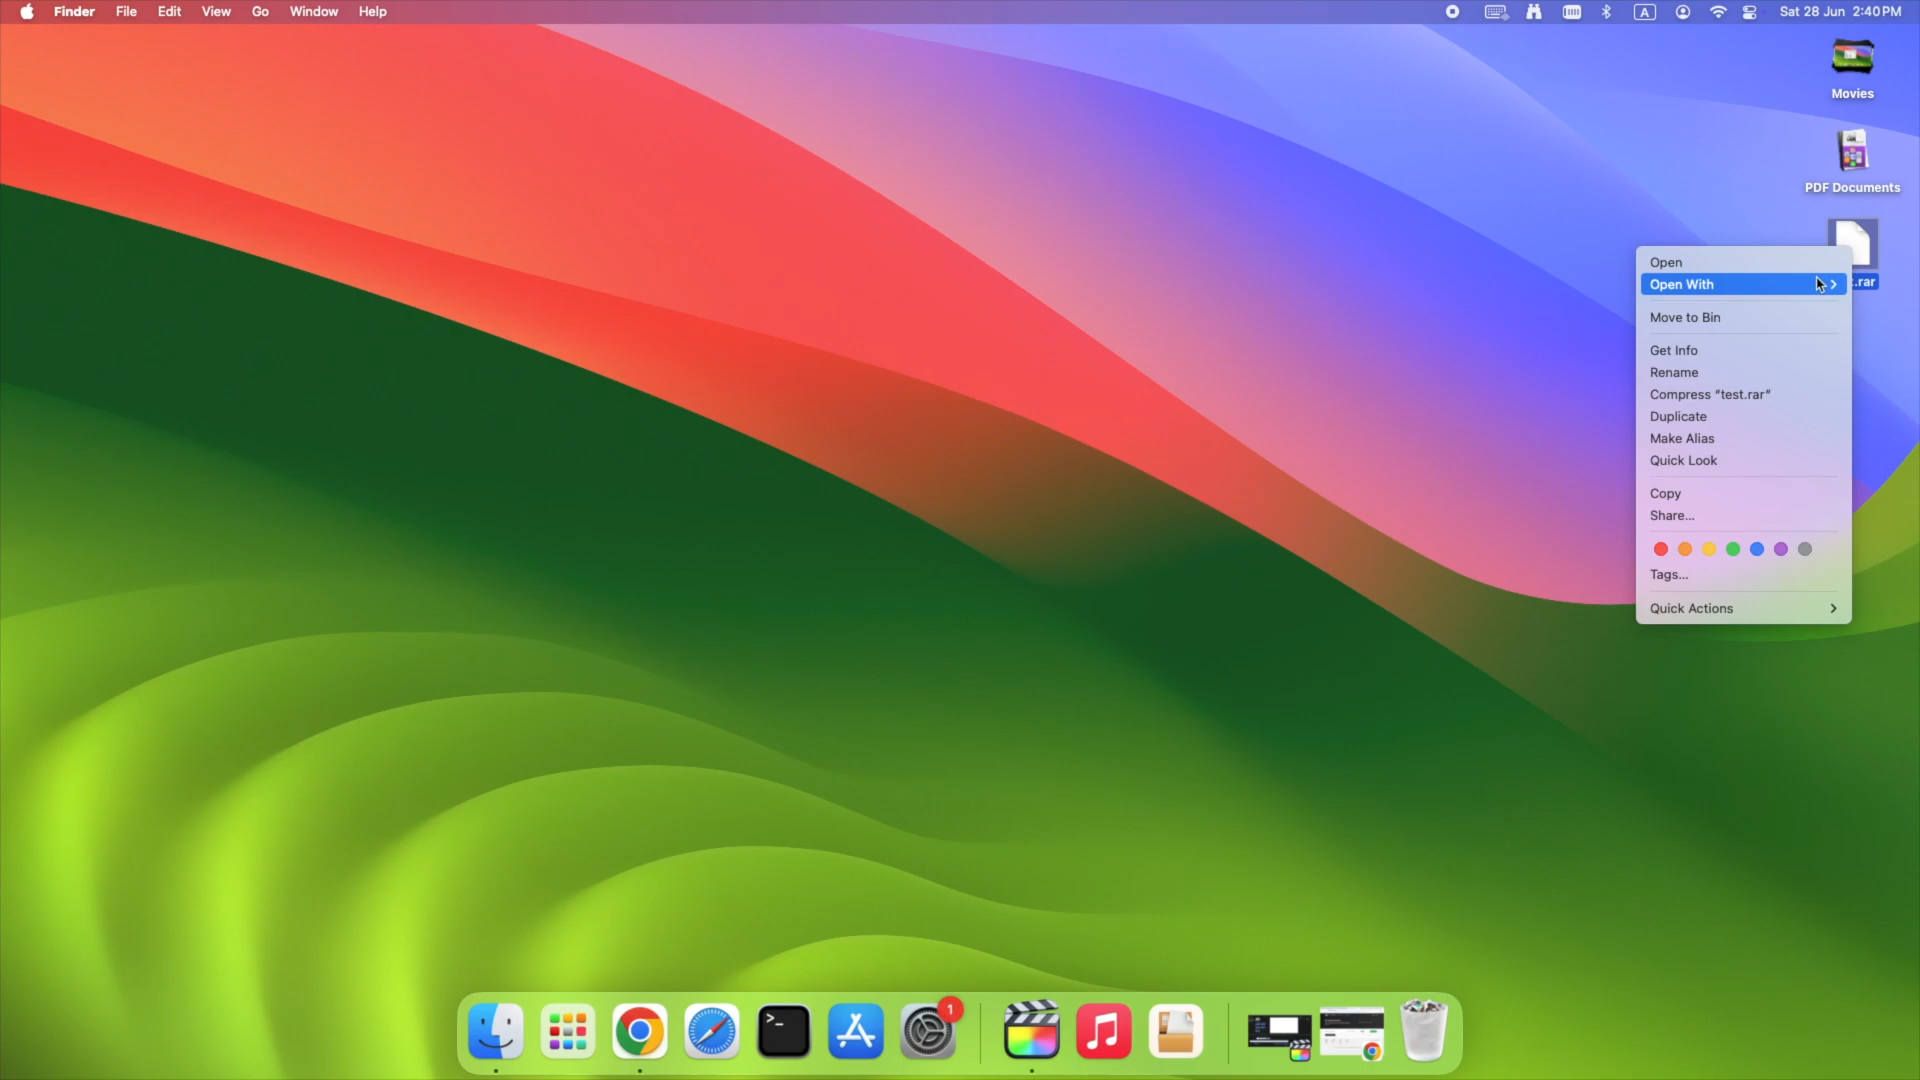 Finder File Edit View Go Window Help
A Sat 28 Jun 2:40 PM
Movies
PDF Documents
.rar
Open
Open With
Move to Bin
Get Info
Rename
Compress “test.rar”
Duplicate
Make Alias
Quick Look
Copy
Share...
Tags...
Quick Actions
1
>_